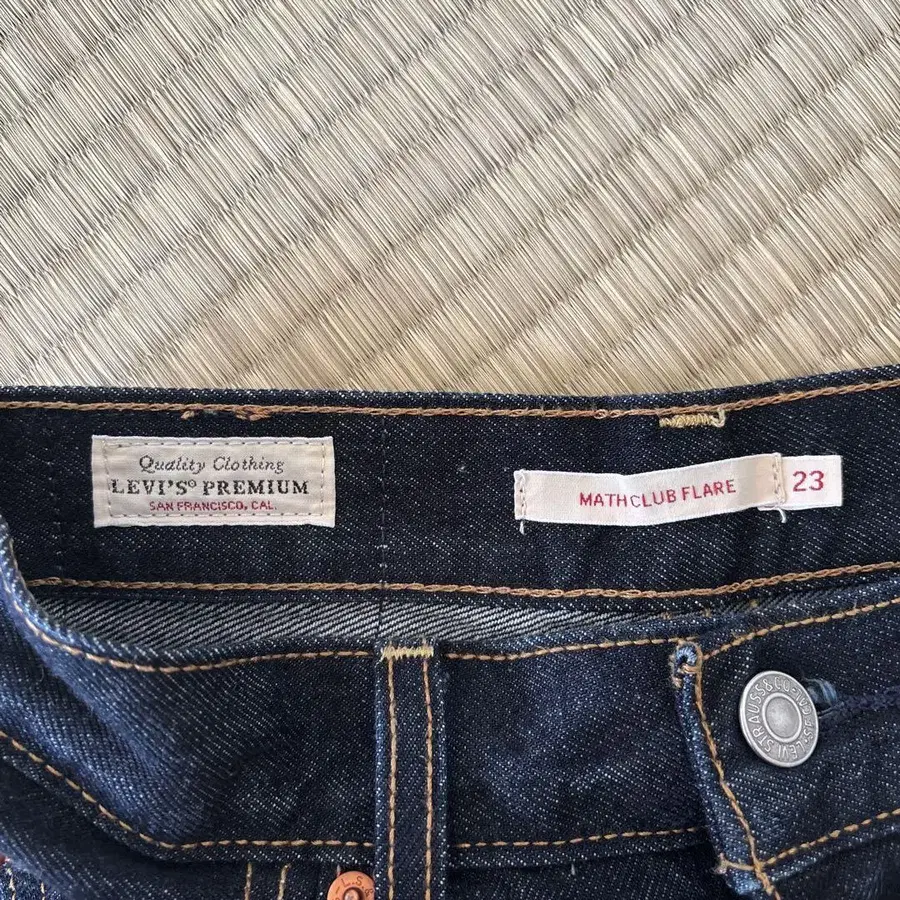 Quality Clothing
LEVI'S® PREMIUM
SAN FRANCISCO, CAL.
MATH CLUB FLARE
23
LEVI STRAUSS & CO
L.S.&